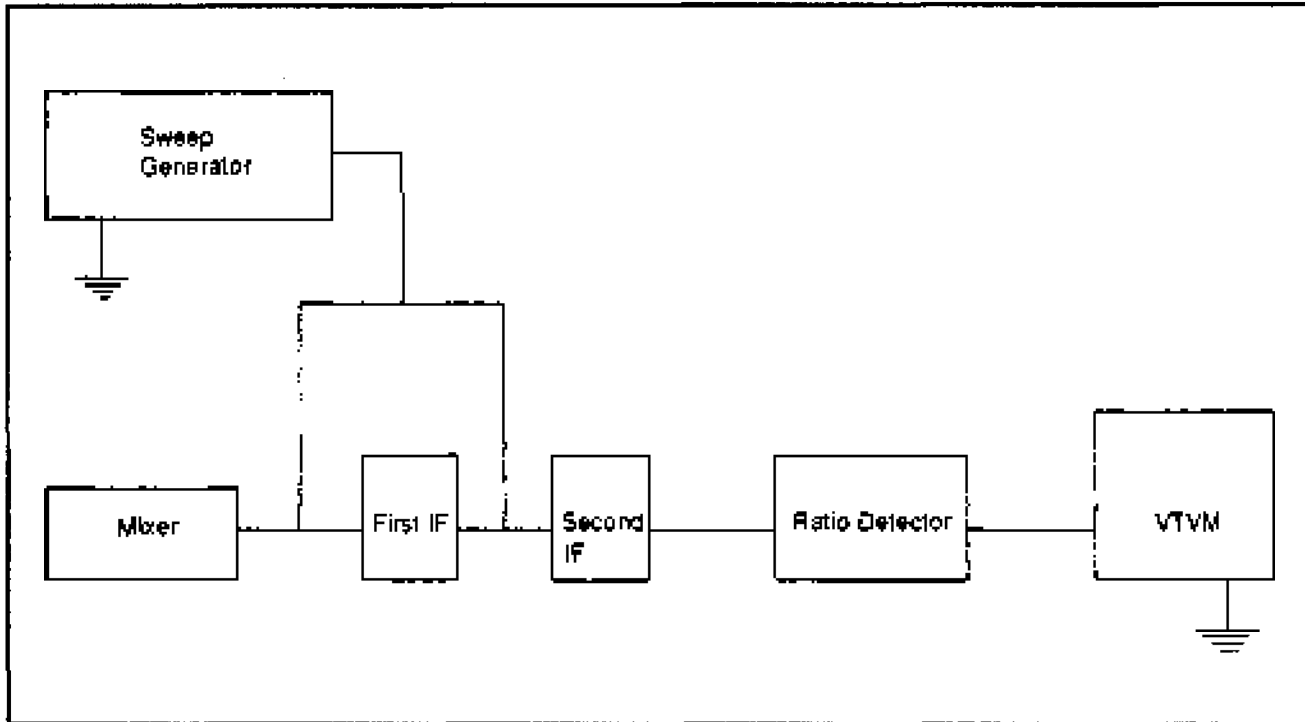 Sweep
Generator
Mixer
First IF
Second
IF
Ratio Detector
VTVM